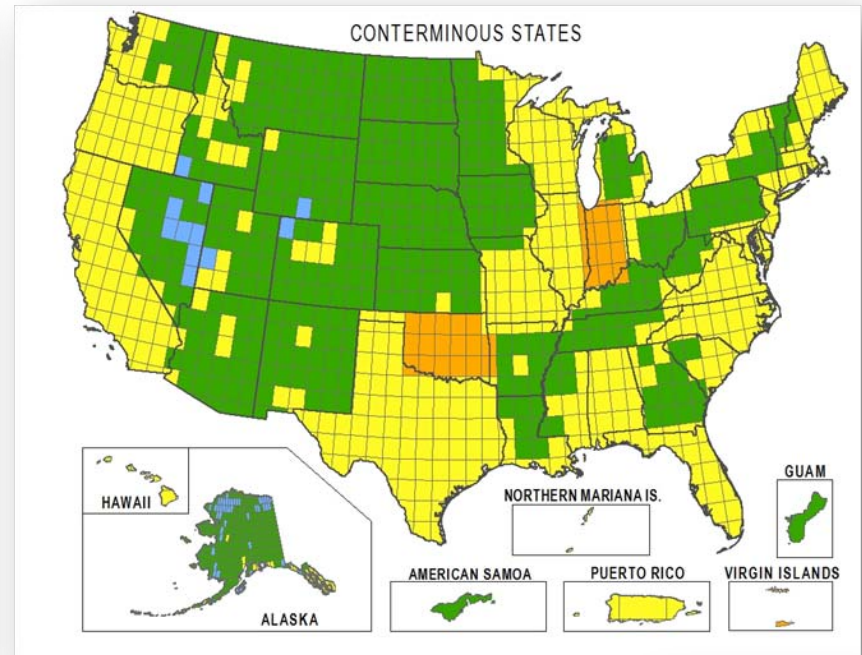 CONTERMINOUS STATES
HAWAII
ALASKA
NORTHERN MARIANA IS.
GUAM
AMERICAN SAMOA
PUERTO RICO
VIRGIN ISLANDS